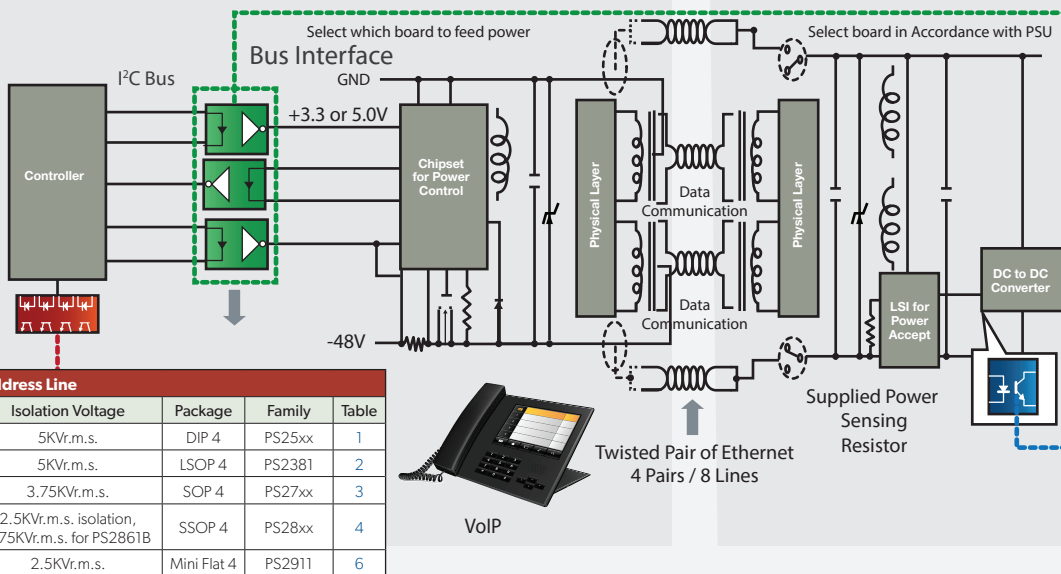 Select which board to feed power
Select board in Accordance with PSU
Bus Interface
I²C Bus
GND
+3.3 or 5.0V
Controller
Chipset
for Power
Control
Physical Layer
Data
Communication
Physical Layer
Data
Communication
-48V
LSI for
Power
Accept
DC to DC
Converter
Supplied Power
Sensing
Resistor
Twisted Pair of Ethernet
4 Pairs / 8 Lines
VoIP
dress Line
Isolation Voltage Package Family Table
5KVr.m.s. DIP 4 PS25xx 1
5KVr.m.s. LSOP 4 PS2381 2
3.75KVr.m.s. SOP 4 PS27xx 3
2.5KVr.m.s. isolation,
75KVr.m.s. for PS2861B SSOP 4 PS28xx 4
2.5KVr.m.s. Mini Flat 4 PS2911 6